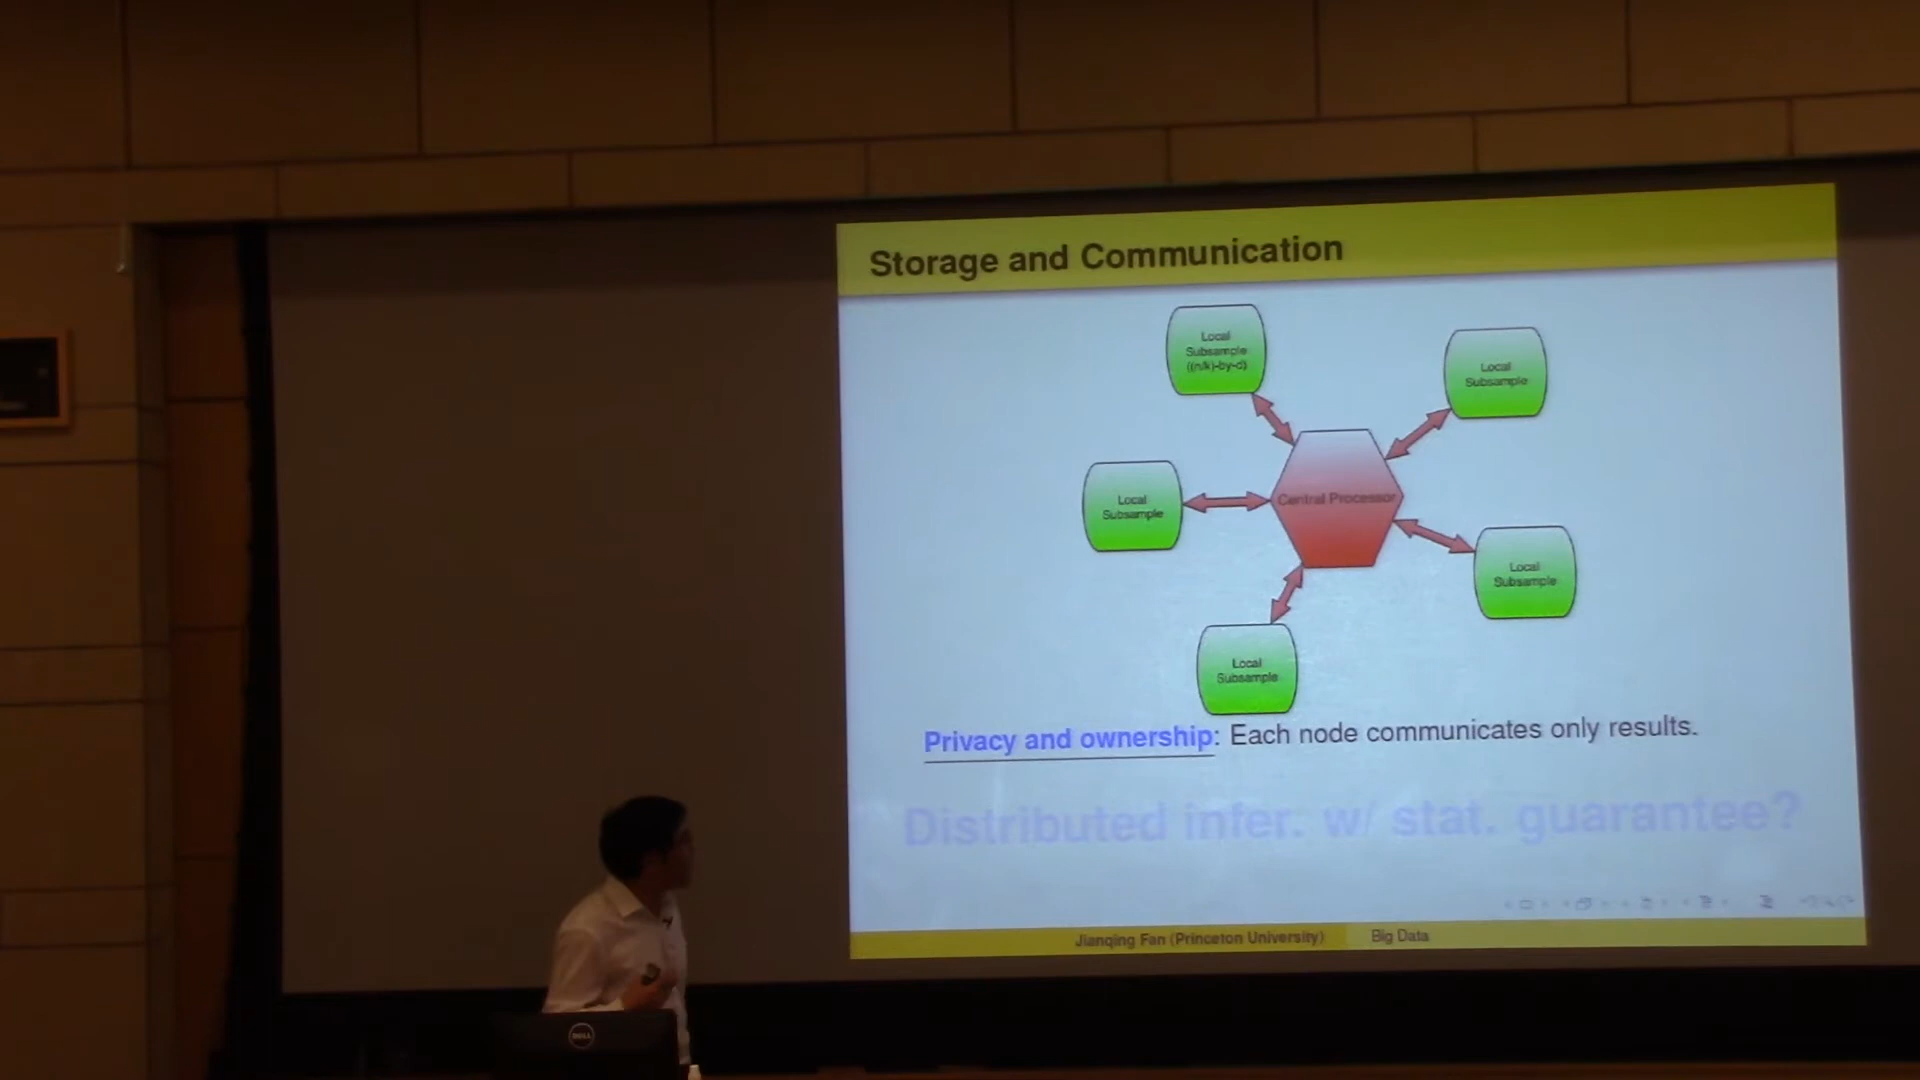 Storage and Communication
Local
Subsample
((n/k)-by-d)
Local
Subsample
Local
Subsample
Central Processor
Local
Subsample
Local
Subsample
Privacy and ownership: Each node communicates only results.
Distributed infer. w/ stat. guarantee?
Jianqing Fan (Princeton University)
Big Data
DELL